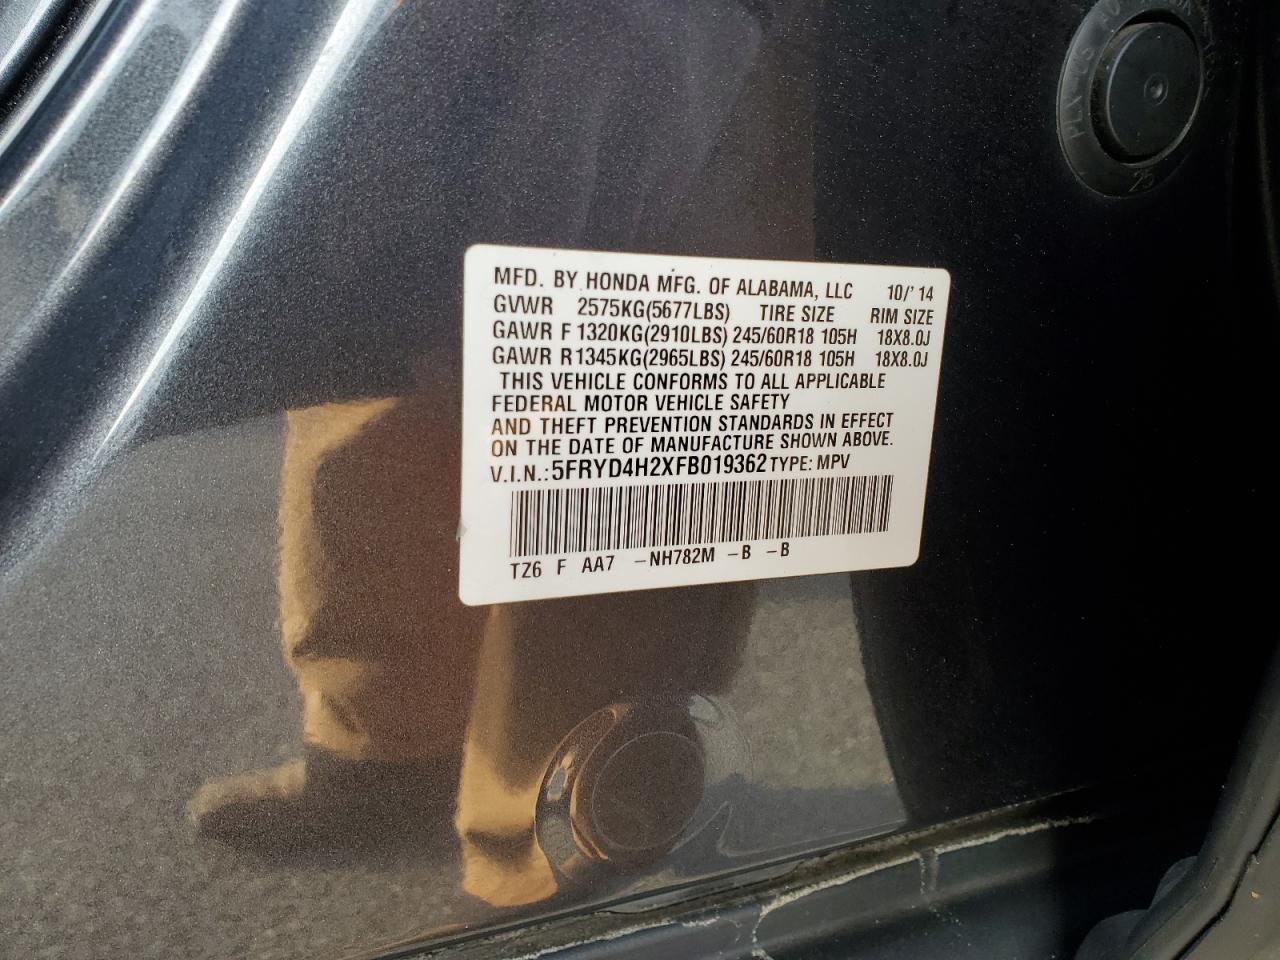 MFD. BY HONDA MFG. OF ALABAMA, LLC 10/'14
GVWR 2575KG(5677LBS) TIRE SIZE RIM SIZE
GAWR F 1320KG(2910LBS) 245/60R18 105H 18X8.0J
GAWR R 1345KG(2965LBS) 245/60R18 105H 18X8.0J
THIS VEHICLE CONFORMS TO ALL APPLICABLE
FEDERAL MOTOR VEHICLE SAFETY
AND THEFT PREVENTION STANDARDS IN EFFECT
ON THE DATE OF MANUFACTURE SHOWN ABOVE.
V.I.N.: 5FRYD4H2XFB019362 TYPE: MPV
TZ6 F AA7 -NH782M -B -B
25